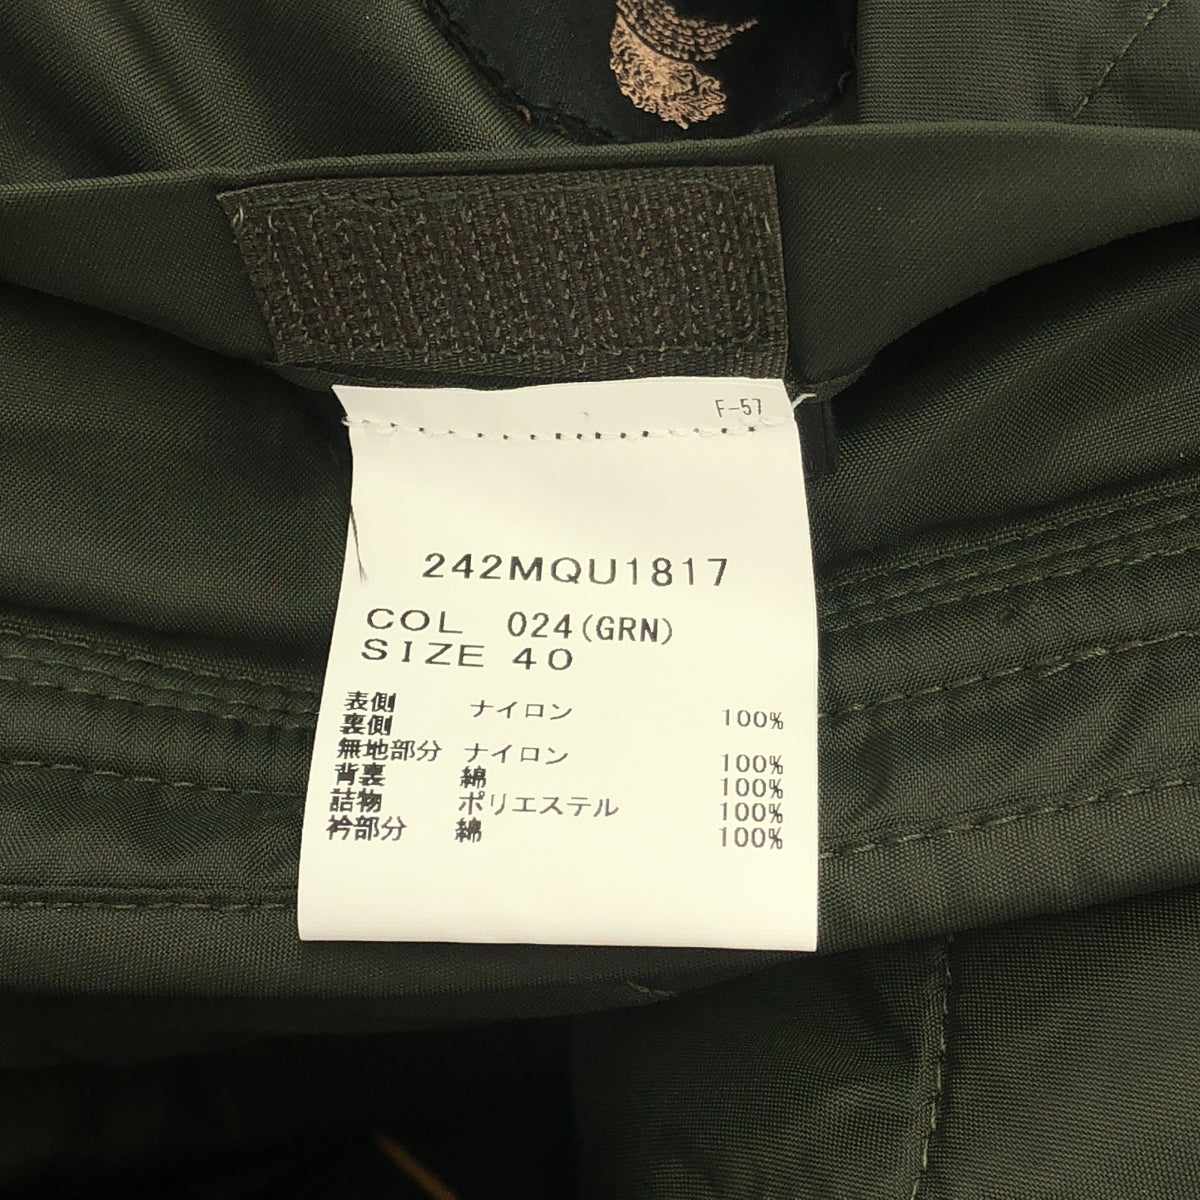 F-57
242MQU1817
COL 024(GRN)
SIZE 40
表側 ナイロン 100%
裏側
無地部分 ナイロン 100%
背裏 綿 100%
詰物 ポリエステル 100%
衿部分 綿 100%